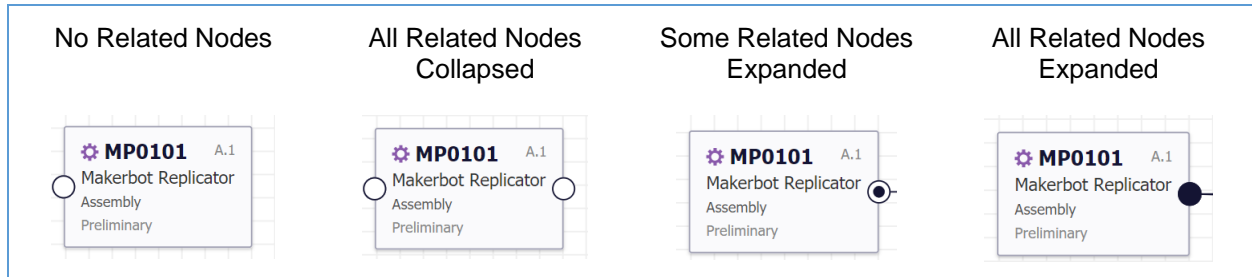 No Related Nodes
All Related Nodes
Collapsed
Some Related Nodes
Expanded
All Related Nodes
Expanded
MP0101 A.1
Makerbot Replicator
Assembly
Preliminary
MP0101 A.1
Makerbot Replicator
Assembly
Preliminary
MP0101 A.1
Makerbot Replicator
Assembly
Preliminary
MP0101 A.1
Makerbot Replicator
Assembly
Preliminary